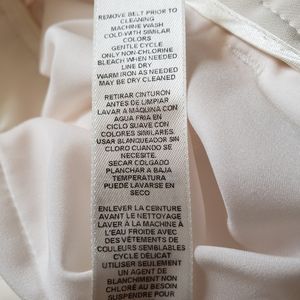 REMOVE BELT PRIOR TO
CLEANING
MACHINE WASH
COLD WITH SIMILAR
COLORS
GENTLE CYCLE
ONLY NON-CHLORINE
BLEACH WHEN NEEDED
LINE DRY
WARM IRON AS NEEDED
MAY BE DRY CLEANED
RETIRAR CINTURON
ANTES DE LIMPIAR
LAVAR A MAQUINA CON
AGUA FRIA EN
CICLO SUAVE CON
COLORES SIMILARES.
USAR BLANQUEADOR SIN
CLORO CUANDO SE
NECESITE
SECAR COLGADO
PLANCHAR A BAJA
TEMPERATURA
PUEDE LAVARSE EN
SECO
ENLEVER LA CEINTURE
AVANT LE NETTOYAGE
LAVER À LA MACHINE À
L'EAU FROIDE AVEC
DES VÊTEMENTS DE
COULEURS SEMBLABLES
CYCLE DÉLICAT
UTILISER SEULEMENT
UN AGENT DE
BLANCHIMENT NON
CHLORÉ AU BESOIN
SUSPENDRE POUR